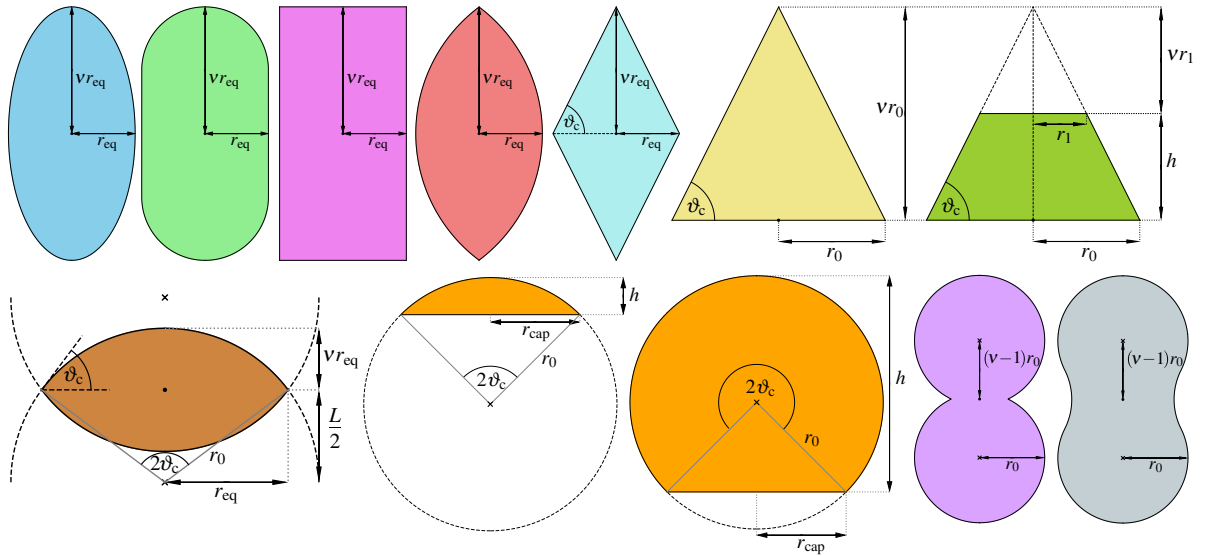 νr_eq
r_eq
νr_eq
r_eq
νr_eq
r_eq
νr_eq
r_eq
νr_eq
r_eq
ϑ_c
ϑ_c
νr_0
r_0
ϑ_c
r_1
r_0
νr_1
h
ϑ_c
2ϑ_c
r_0
r_eq
νr_eq
L/2
h
r_cap
r_0
2ϑ_c
2ϑ_c
r_0
h
r_cap
(ν−1)r_0
r_0
(ν−1)r_0
r_0